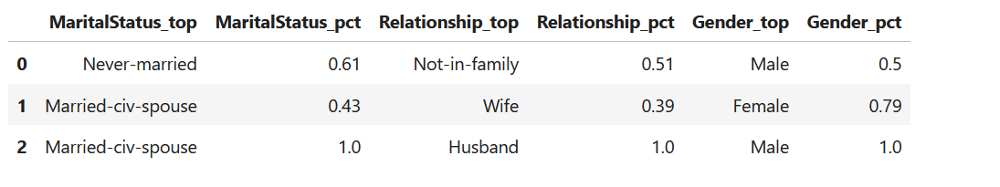 MaritalStatus_top MaritalStatus_pct Relationship_top Relationship_pct Gender_top Gender_pct
0 Never-married 0.61 Not-in-family 0.51 Male 0.5
1 Married-civ-spouse 0.43 Wife 0.39 Female 0.79
2 Married-civ-spouse 1.0 Husband 1.0 Male 1.0